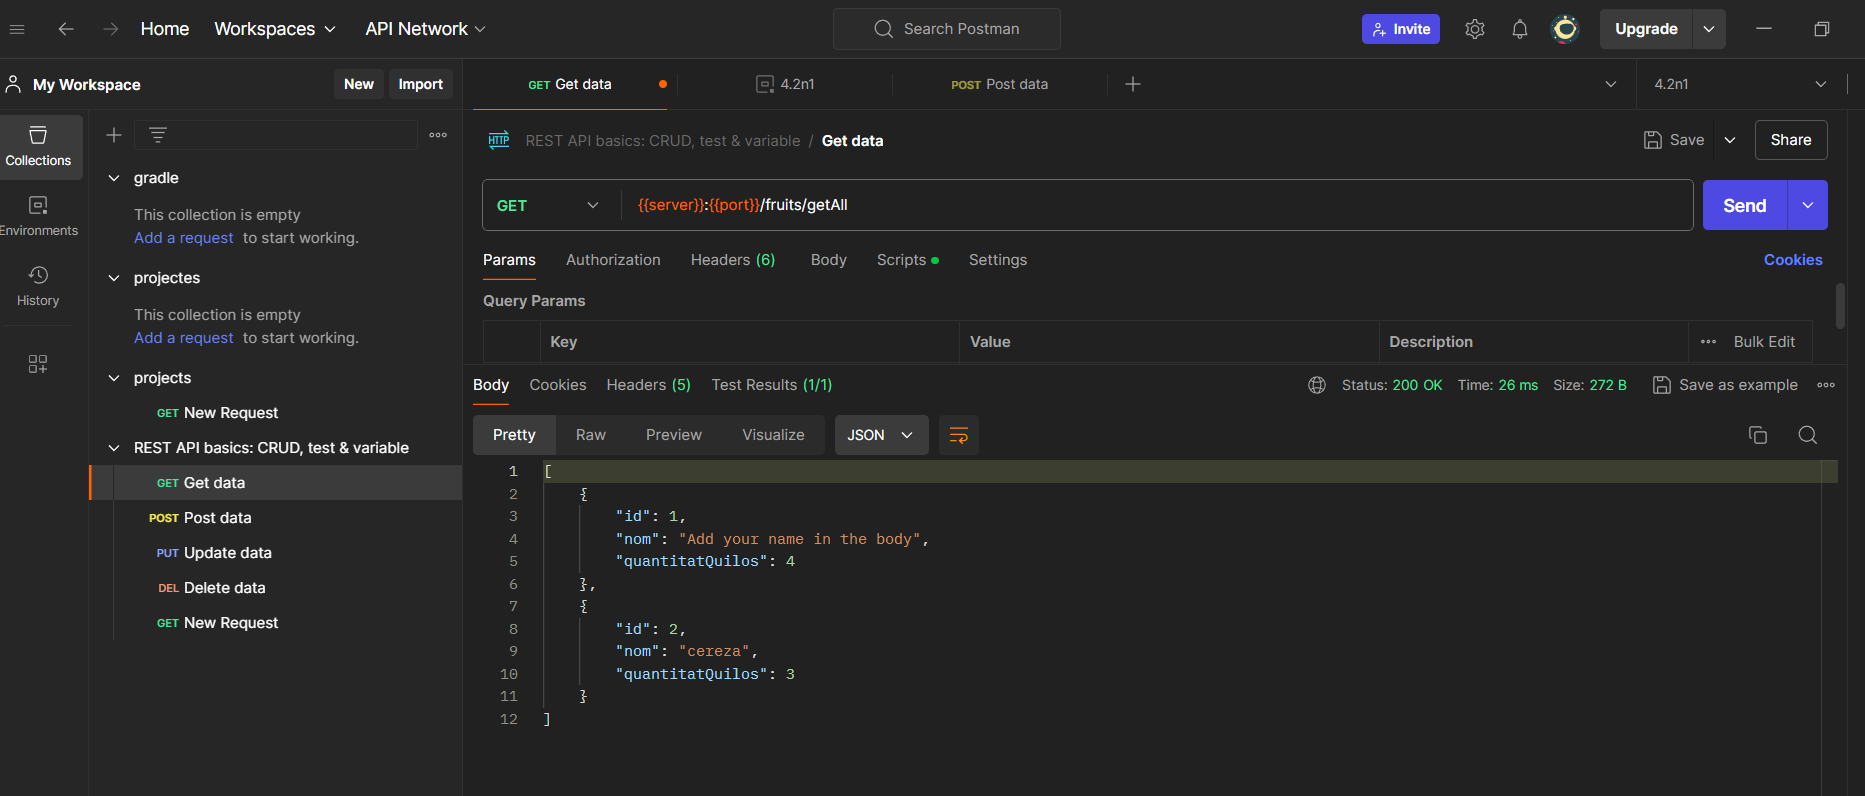 Home Workspaces API Network Search Postman Invite Upgrade
My Workspace New Import GET Get data 4.2n1 POST Post data 4.2n1
Collections
Environments
History
gradle
This collection is empty
Add a request to start working.
projectes
This collection is empty
Add a request to start working.
projects
GET New Request
REST API basics: CRUD, test & variable
GET Get data
POST Post data
PUT Update data
DEL Delete data
GET New Request
HTTP REST API basics: CRUD, test & variable / Get data Save Share
GET {{server}}:{{port}}/fruits/getAll Send
Params Authorization Headers (6) Body Scripts Settings Cookies
Query Params
Key Value Description Bulk Edit
Body Cookies Headers (5) Test Results (1/1) Status: 200 OK Time: 26 ms Size: 272 B Save as example
Pretty Raw Preview Visualize JSON
1 [
2 {
3 "id": 1,
4 "nom": "Add your name in the body",
5 "quantitatQuilos": 4
6 },
7 {
8 "id": 2,
9 "nom": "cereza",
10 "quantitatQuilos": 3
11 }
12 ]